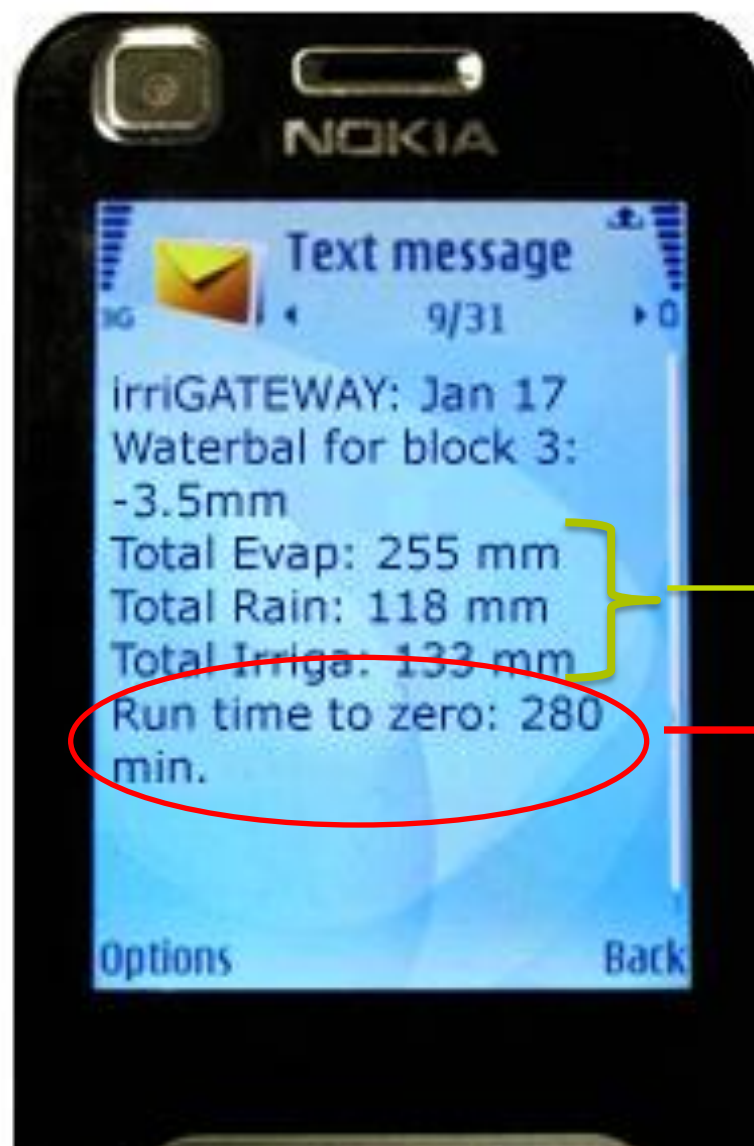 NOKIA
Text message
3G
9/31
irriGATEWAY: Jan 17
Waterbal for block 3:
-3.5mm
Total Evap: 255 mm
Total Rain: 118 mm
Total Irriga: 133 mm
Run time to zero: 280
min.
Options
Back